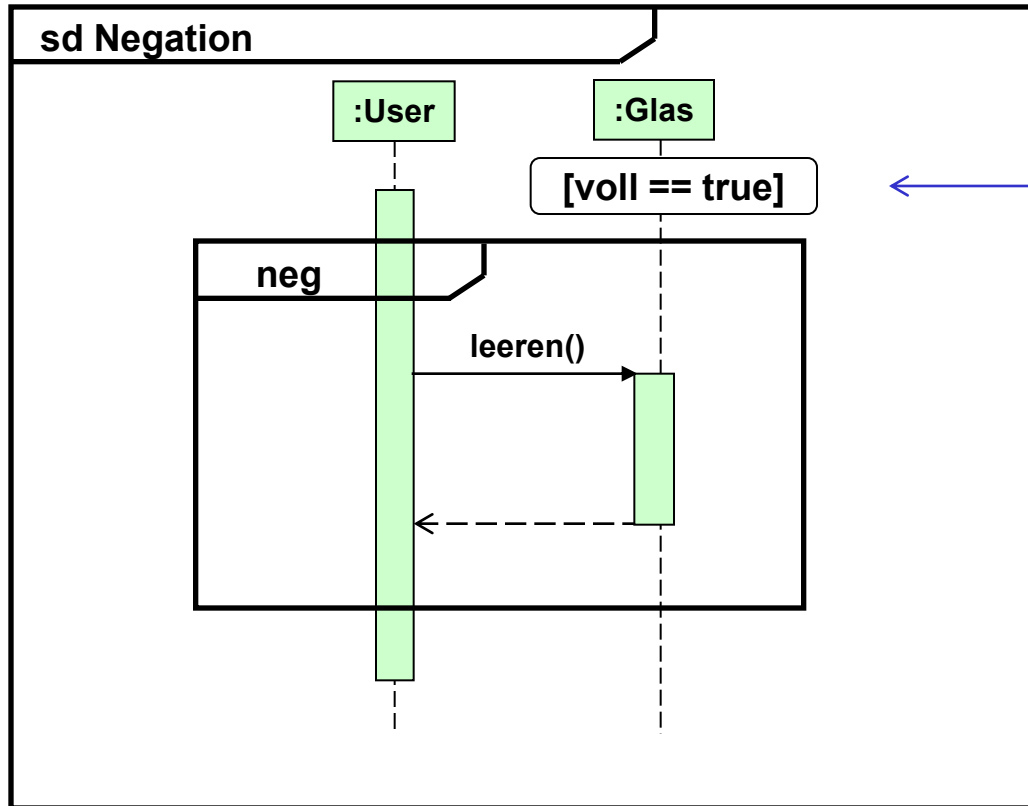 sd Negation
:User
:Glas
[voll == true]
neg
leeren()